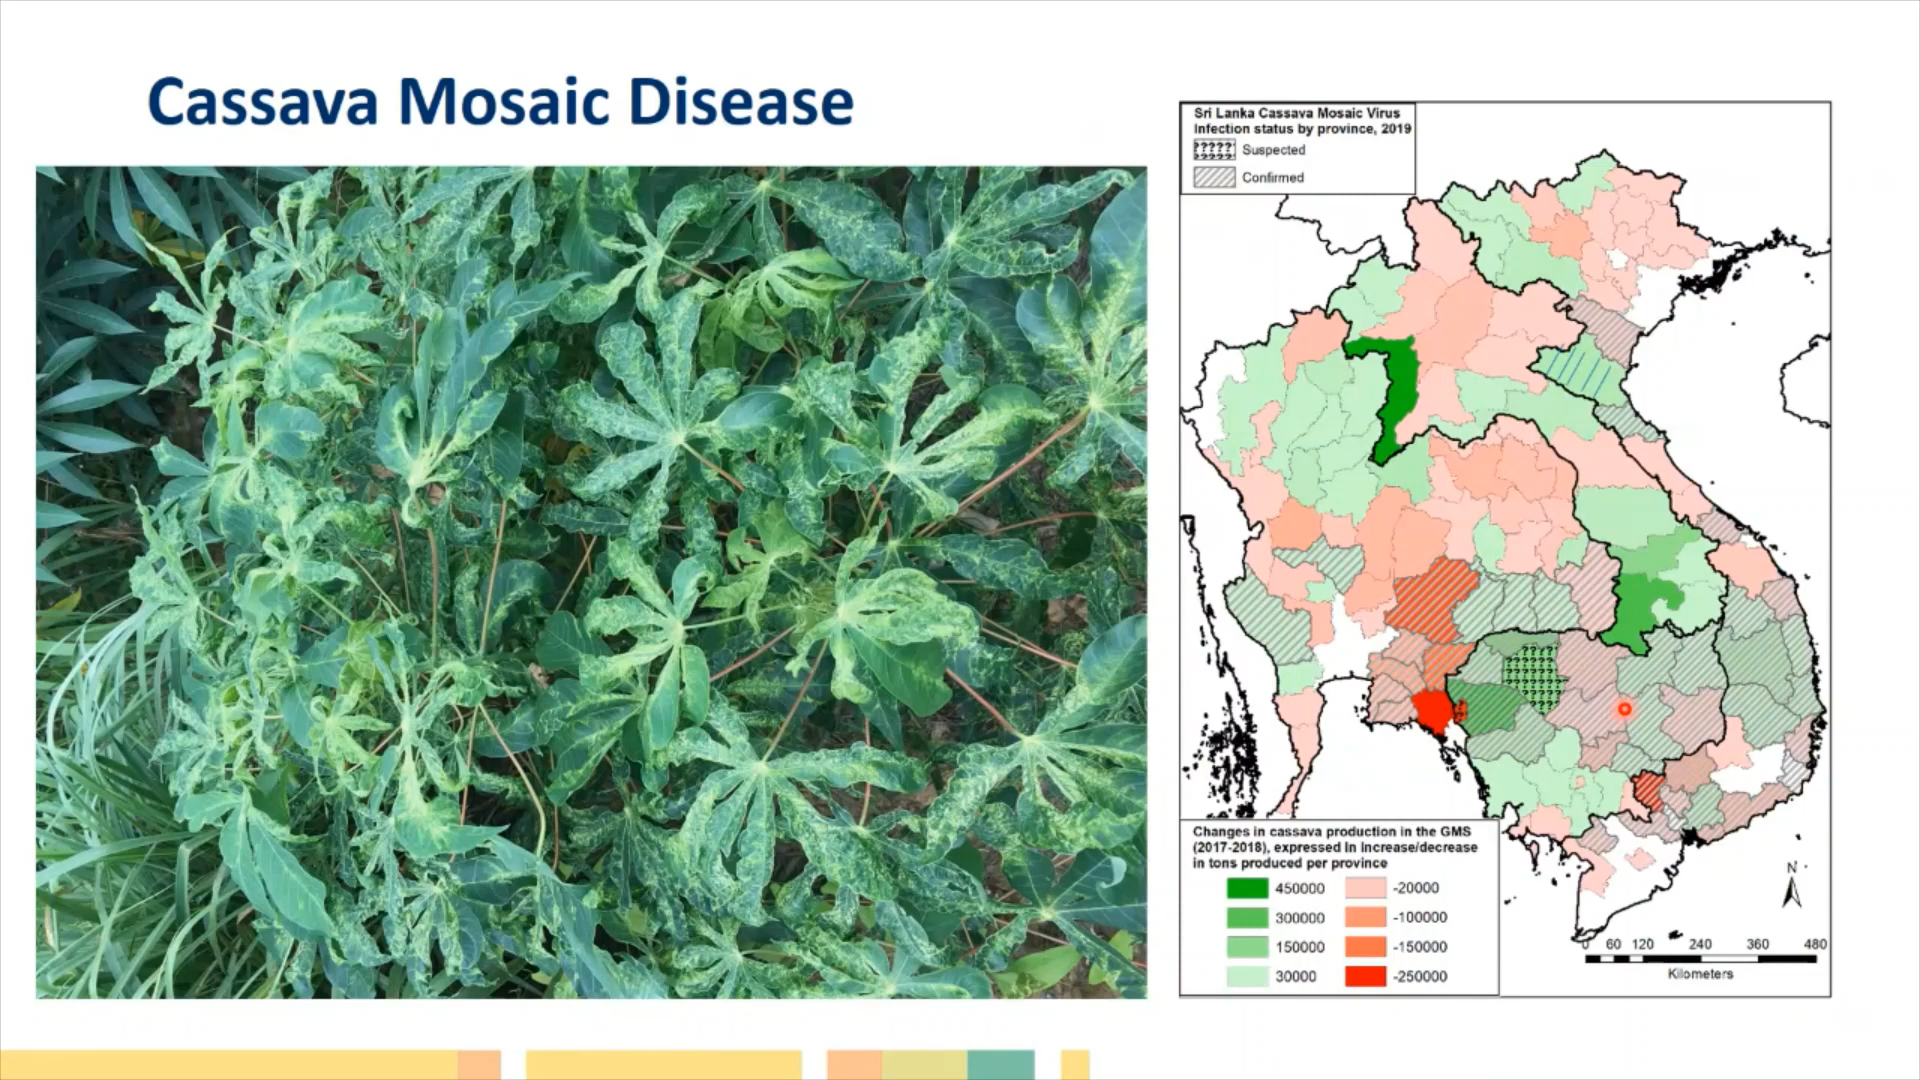 Cassava Mosaic Disease
Sri Lanka Cassava Mosaic Virus
Infection status by province, 2019
?????
?????
Suspected
Confirmed
Changes in cassava production in the GMS
(2017-2018), expressed in increase/decrease
in tons produced per province
450000 -20000
300000 -100000
150000 -150000
30000 -250000
N
0 60 120 240 360 480
Kilometers